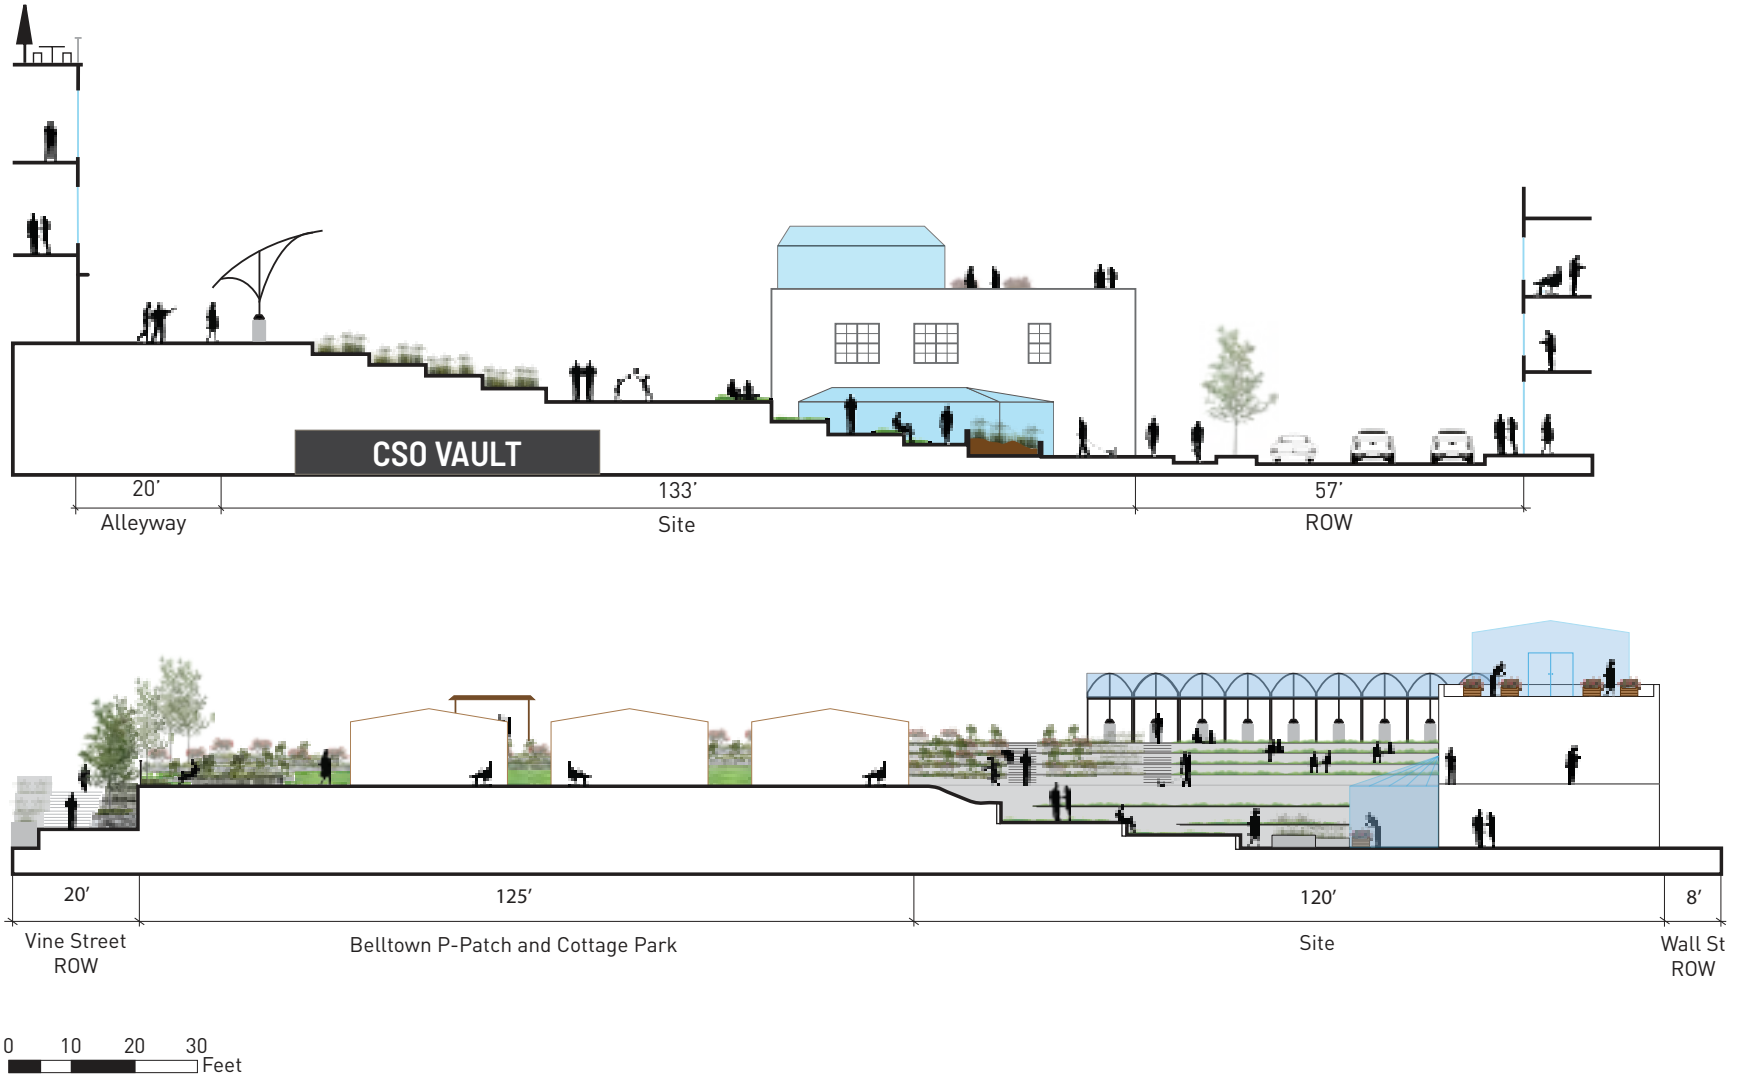 CSO VAULT
20’
133’
57’
Alleyway
Site
ROW
20’
125’
120’
8’
Vine Street
ROW
Belltown P-Patch and Cottage Park
Site
Wall St
ROW
0 10 20 30
Feet